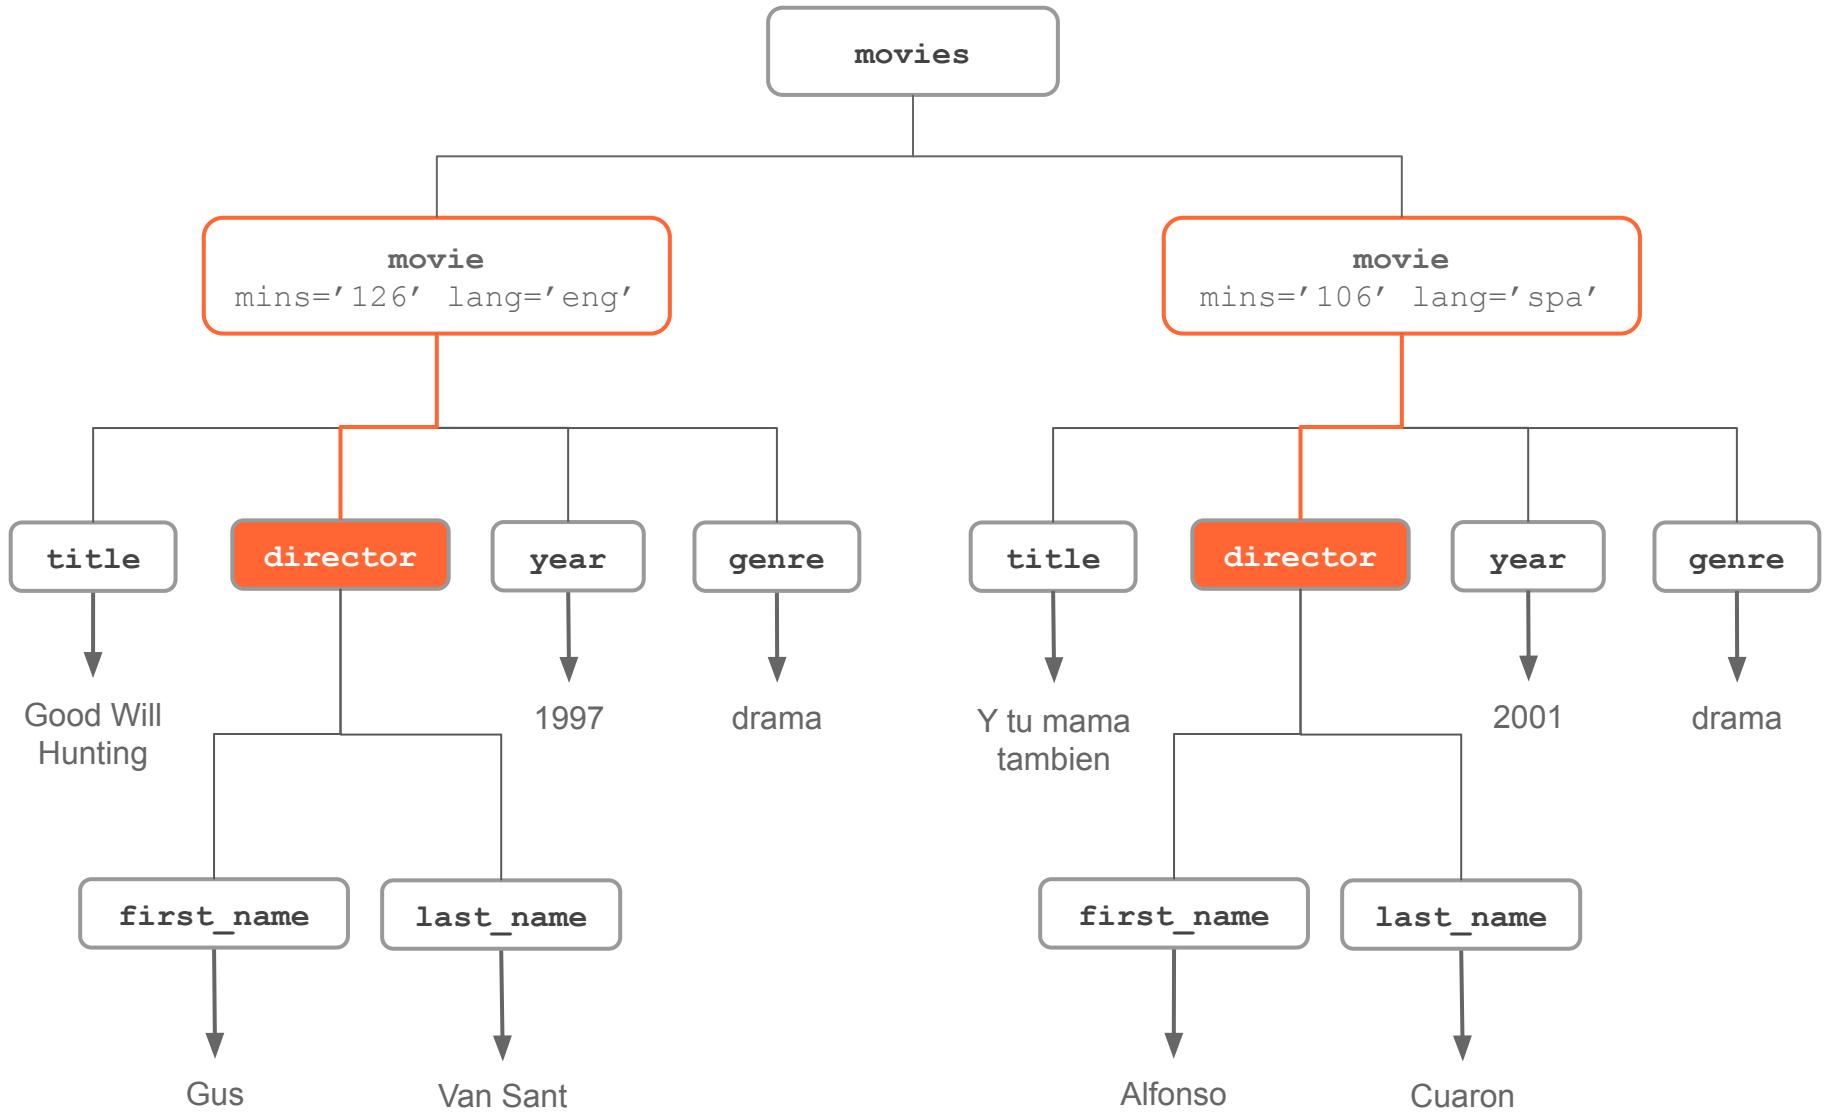 movies
movie
mins=’126’ lang=’eng’
movie
mins=’106’ lang=’spa’
title
director
year
genre
title
director
year
genre
Good Will
Hunting
1997
drama
Y tu mama
tambien
2001
drama
first_name
last_name
first_name
last_name
Gus
Van Sant
Alfonso
Cuaron